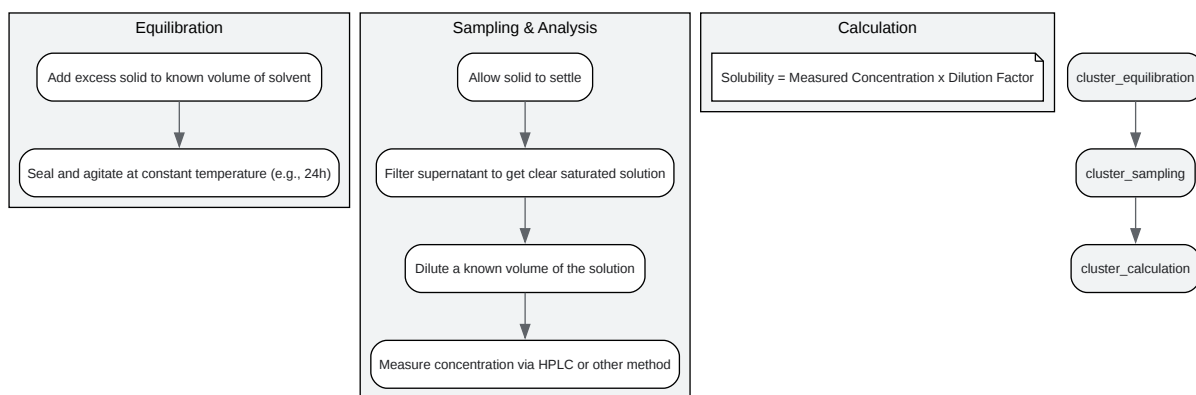 Equilibration
Add excess solid to known volume of solvent
Seal and agitate at constant temperature (e.g., 24h)
Sampling & Analysis
Allow solid to settle
Filter supernatant to get clear saturated solution
Dilute a known volume of the solution
Measure concentration via HPLC or other method
Calculation
Solubility = Measured Concentration x Dilution Factor
cluster_equilibration
cluster_sampling
cluster_calculation